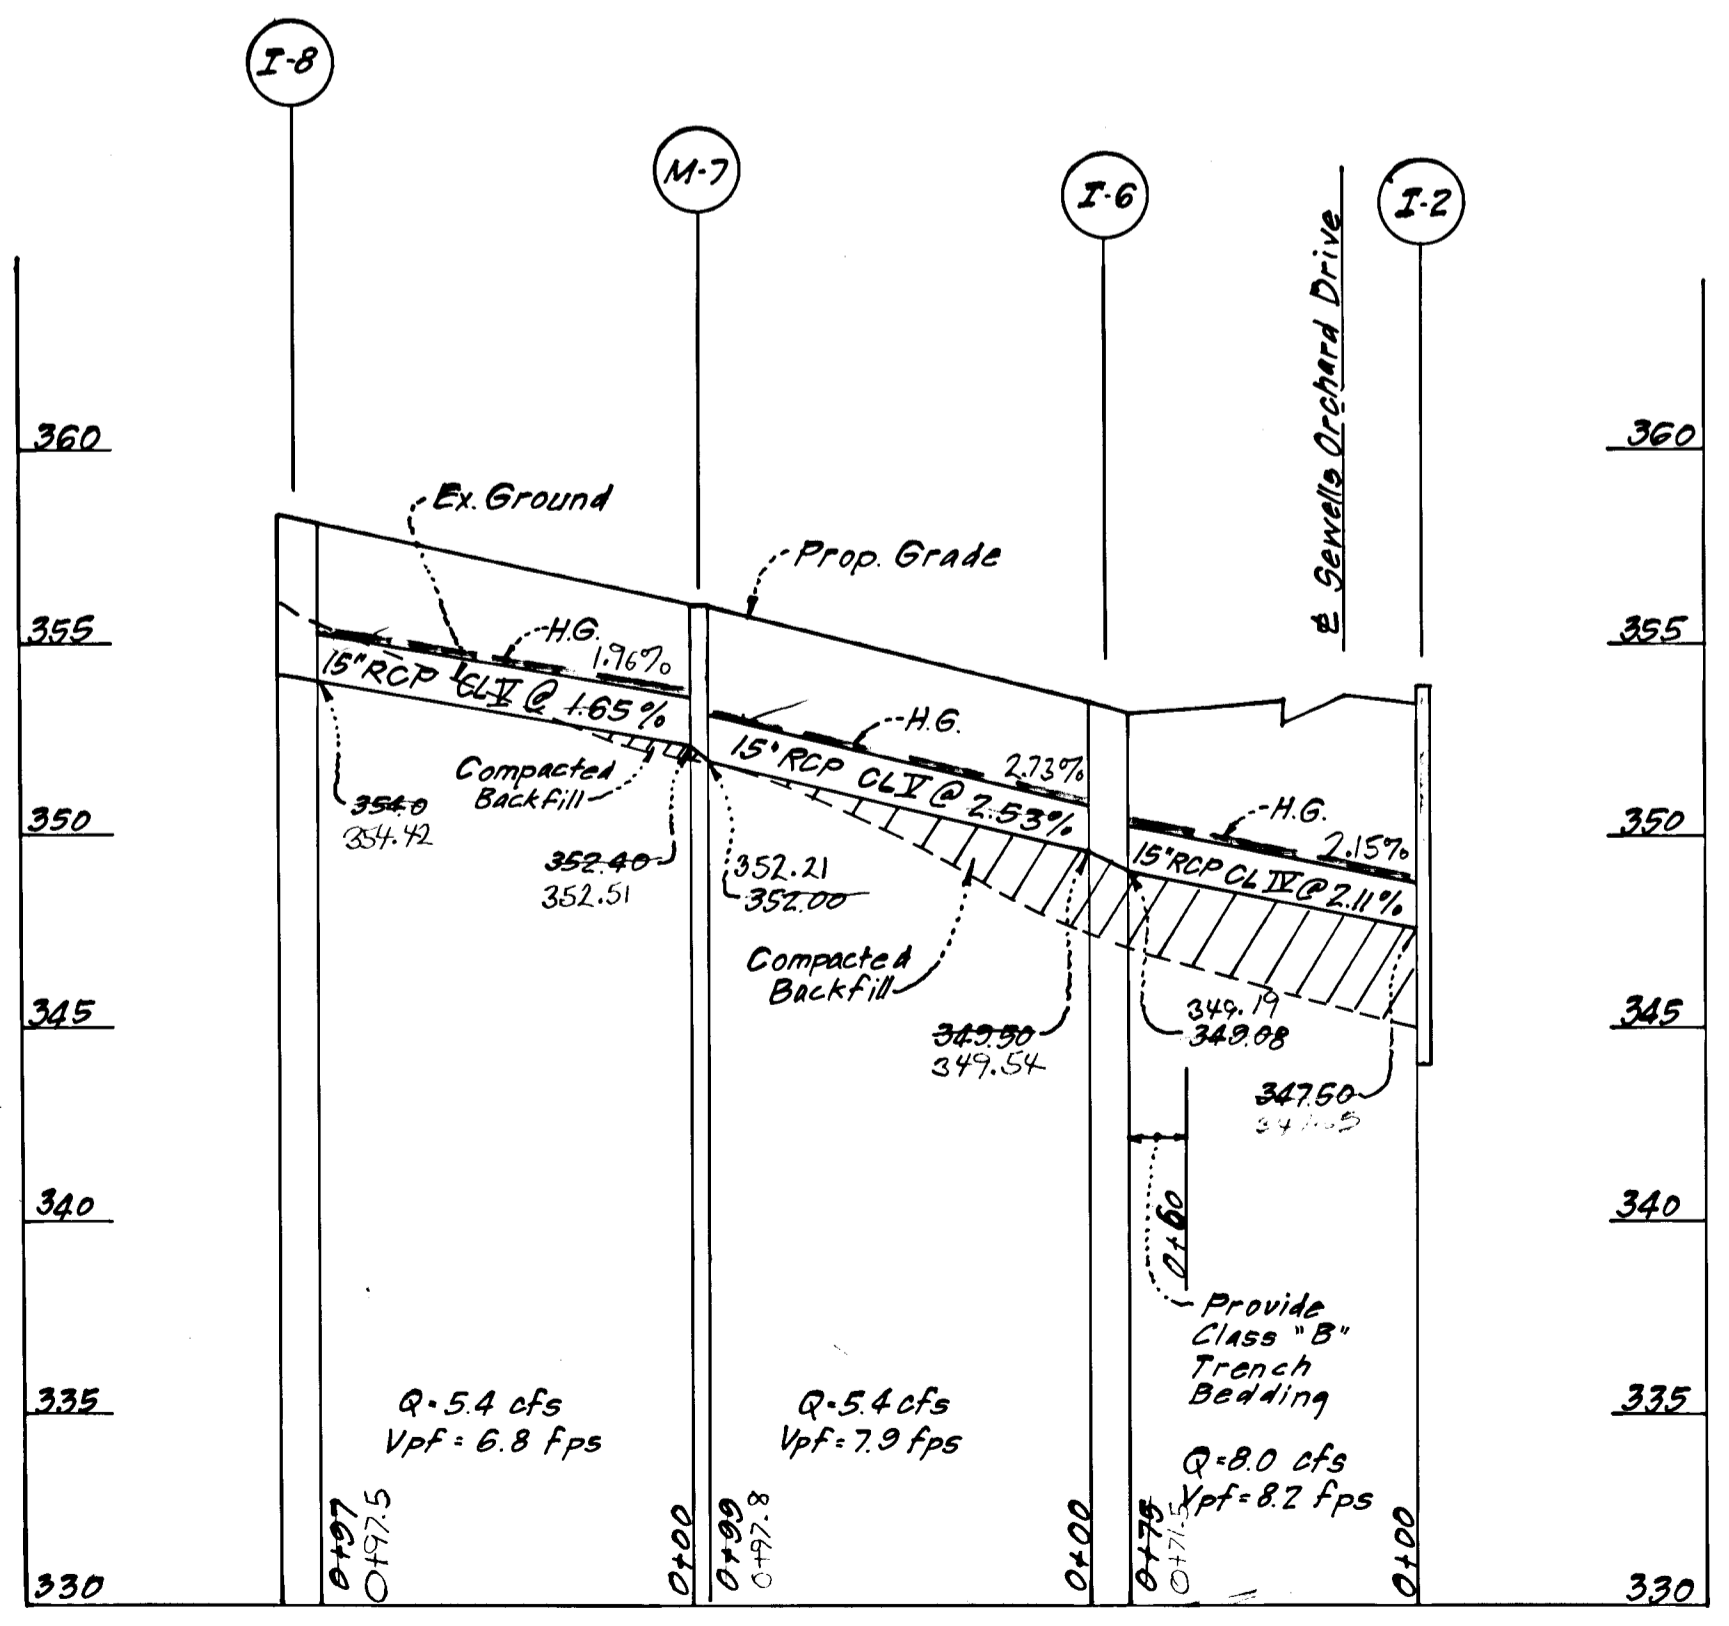 I-8
M-7
I-6
I-2
℄ Sewells Orchard Drive
360
360
Ex. Ground
Prop. Grade
355
355
H.G.
1.96%
15" RCP CL IV @ 1.65%
H.G.
2.73%
15" RCP CL V @ 2.53%
H.G.
2.15%
15" RCP CL IV @ 2.11%
Compacted
Backfill
354.0
354.42
350
350
352.40
352.51
352.21
352.00
Compacted
Backfill
345
345
349.50
349.54
349.19
349.08
347.50
340
340
0+60
Provide
Class "B"
Trench
Bedding
335
335
Q=5.4 cfs
Vpf = 6.8 fps
Q=5.4 cfs
Vpf=7.9 fps
Q=8.0 cfs
Vpf=8.2 fps
0+97
0+97.5
0+00
0+99
0+97.8
0+00
0+75
0+71.5
0+00
330
330